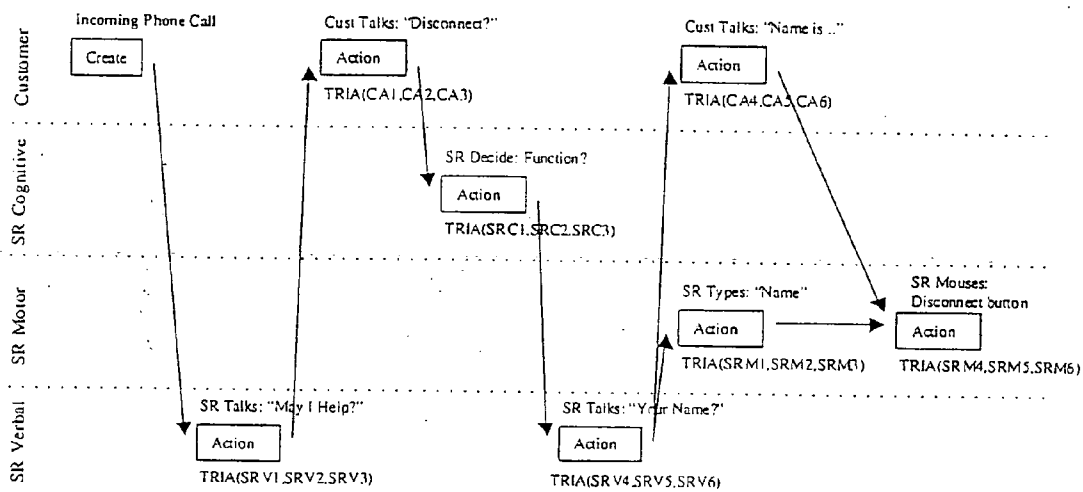 Customer
Incoming Phone Call
Create
Cust Talks: "Disconnect?"
Action
TRIA(CA1,CA2,CA3)
Cust Talks: "Name is .."
Action
TRIA(CA4,CA5,CA6)
SR Cognitive
SR Decide: Function?
Action
TRIA(SRC1,SRC2,SRC3)
SR Motor
SR Types: "Name"
Action
TRIA(SRM1,SRM2,SRM3)
SR Mouses:
Disconnect button
Action
TRIA(SRM4,SRM5,SRM6)
SR Verbal
SR Talks: "May I Help?"
Action
TRIA(SRV1,SRV2,SRV3)
SR Talks: "Your Name?"
Action
TRIA(SRV4,SRV5,SRV6)